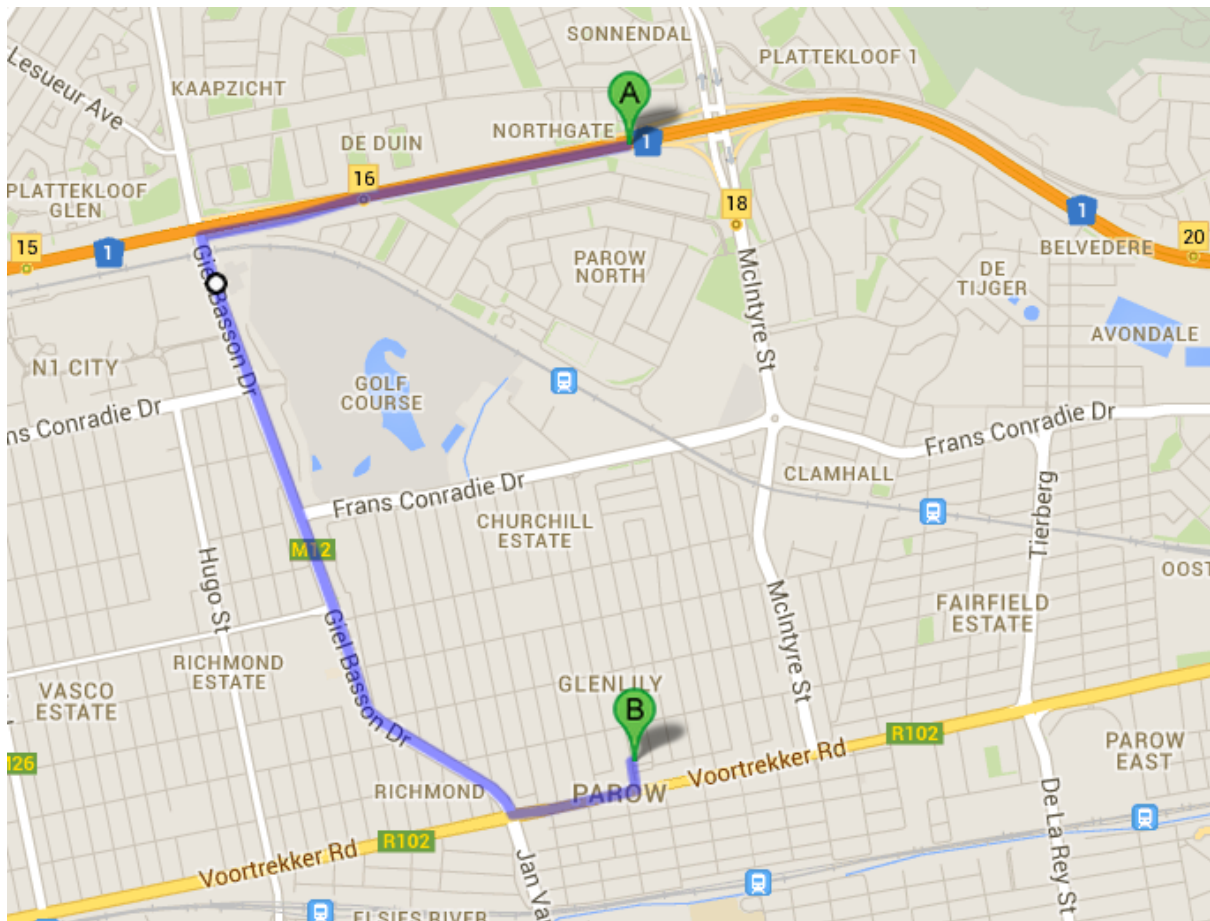 SONNENDAL
PLATTEKLOOF 1
Lesueur Ave
KAAPZICHT
A
NORTHGATE
1
DE DUIN
16
PLATTEKLOOF
GLEN
18
1
15
1
BELVEDERE
20
PAROW
NORTH
McIntyre St
DE
TIJGER
Giel Basson Dr
AVONDALE
N1 CITY
GOLF
COURSE
ns Conradie Dr
Frans Conradie Dr
Frans Conradie Dr
CLAMHALL
CHURCHILL
ESTATE
Tierberg
M12
OOST
Hugo St
McIntyre St
FAIRFIELD
ESTATE
Giel Basson Dr
RICHMOND
ESTATE
VASCO
ESTATE
GLENLILY
B
R102
PAROW
EAST
M26
Voortrekker Rd
RICHMOND
PAROW
R102
Voortrekker Rd
De La Rey St
Jan Va
ELSIES RIVER